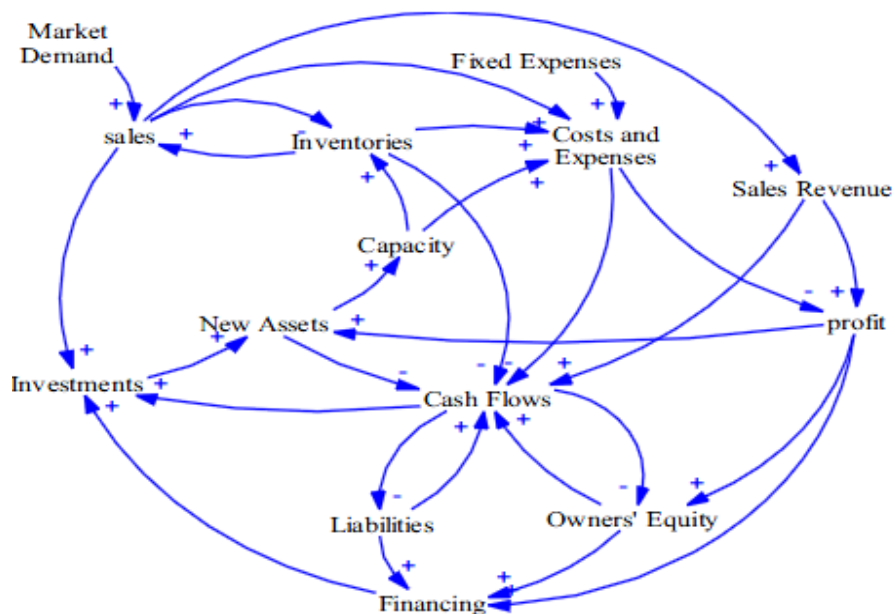 Market
Demand
Fixed Expenses
+
+
sales
+
-
Inventories
+
+
Costs and
Expenses
+
+
+
Sales Revenue
+
Capacity
+
-
+
New Assets
+
+
profit
+
Investments
+
+
-
-
-
+
Cash Flows
+
+
-
Liabilities
-
Owners' Equity
+
+
+
+
Financing